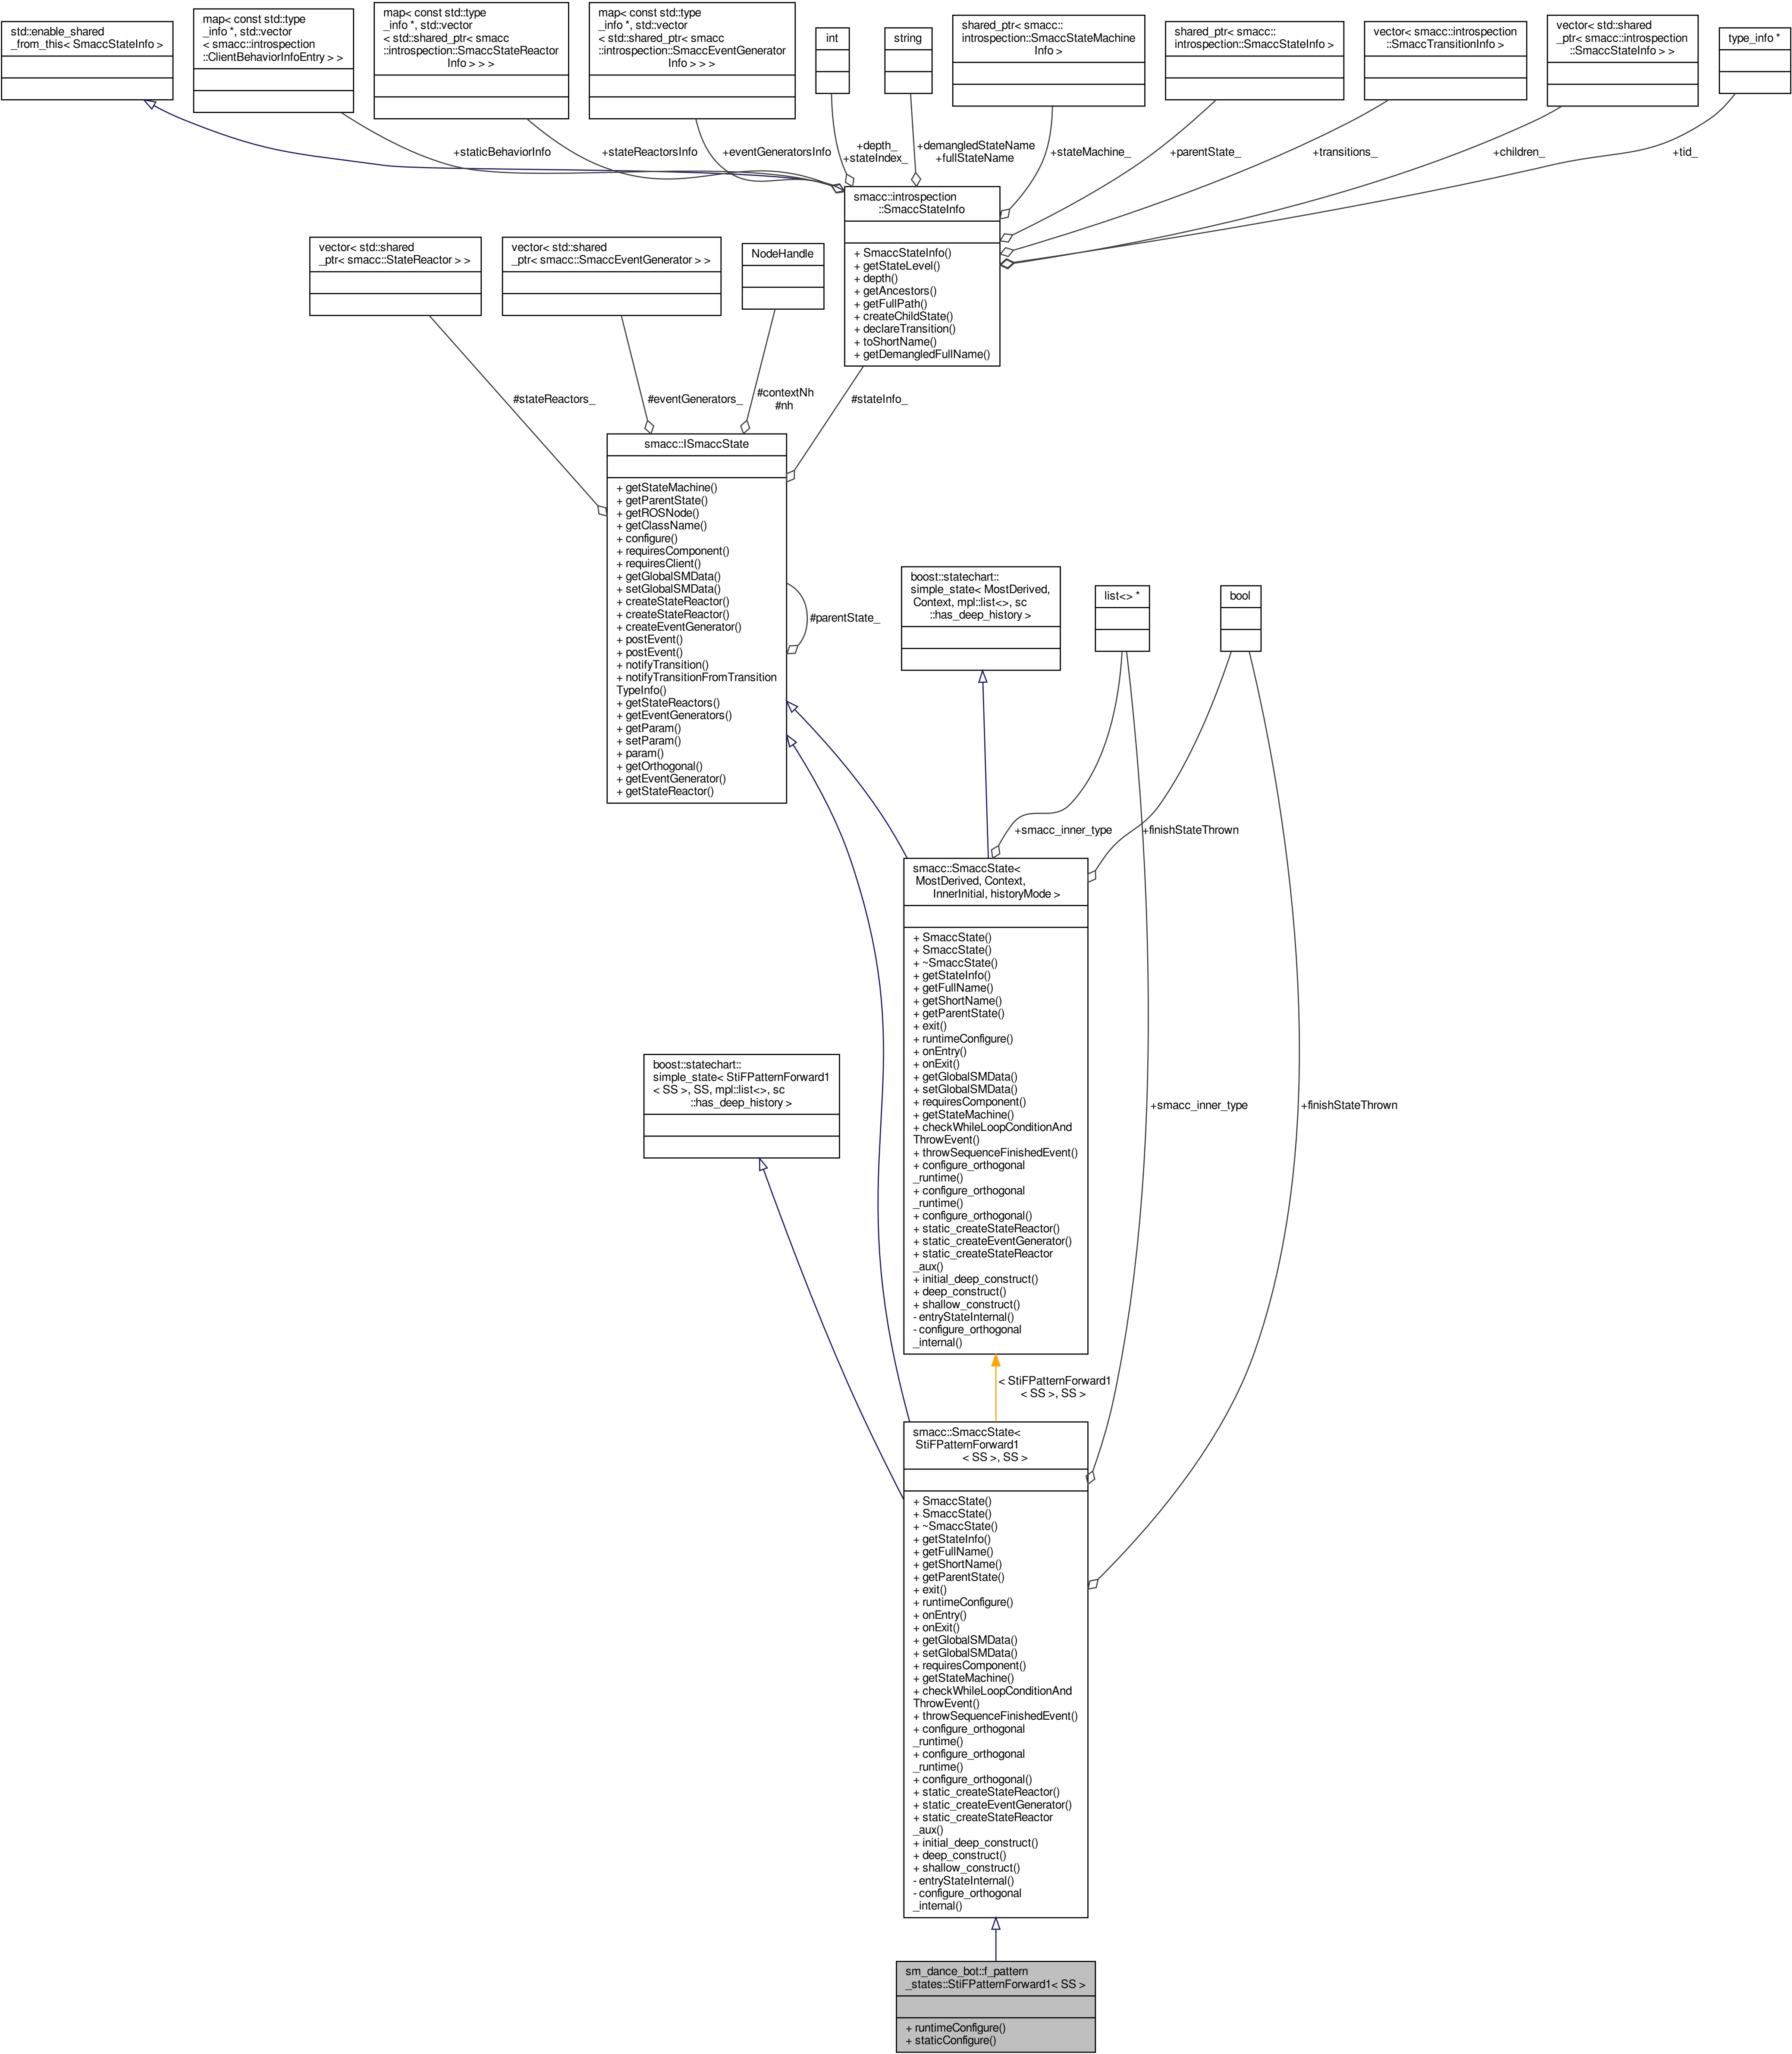 std::enable_shared
_from_this< SmaccStateInfo >
map< const std::type
_info *, std::vector
< smacc::introspection
::ClientBehaviorInfoEntry > >
map< const std::type
_info *, std::vector
< std::shared_ptr< smacc
::introspection::SmaccStateReactor
Info > > >
map< const std::type
_info *, std::vector
< std::shared_ptr< smacc
::introspection::SmaccEventGenerator
Info > > >
int
string
shared_ptr< smacc::
introspection::SmaccStateMachine
Info >
shared_ptr< smacc::
introspection::SmaccStateInfo >
vector< smacc::introspection
::SmaccTransitionInfo >
vector< std::shared
_ptr< smacc::introspection
::SmaccStateInfo > >
type_info *
+staticBehaviorInfo
+stateReactorsInfo
+eventGeneratorsInfo
+depth_
+stateIndex_
+demangledStateName
+fullStateName
+stateMachine_
+parentState_
+transitions_
+children_
+tid_
smacc::introspection
::SmaccStateInfo
+ SmaccStateInfo()
+ getStateLevel()
+ depth()
+ getAncestors()
+ getFullPath()
+ createChildState()
+ declareTransition()
+ toShortName()
+ getDemangledFullName()
vector< std::shared
_ptr< smacc::StateReactor > >
vector< std::shared
_ptr< smacc::SmaccEventGenerator > >
NodeHandle
#stateReactors_
#eventGenerators_
#contextNh
#nh
#stateInfo_
smacc::ISmaccState
+ getStateMachine()
+ getParentState()
+ getROSNode()
+ getClassName()
+ configure()
+ requiresComponent()
+ requiresClient()
+ getGlobalSMData()
+ setGlobalSMData()
+ createStateReactor()
+ createStateReactor()
+ createEventGenerator()
+ postEvent()
+ postEvent()
+ notifyTransition()
+ notifyTransitionFromTransition
TypeInfo()
+ getStateReactors()
+ getEventGenerators()
+ getParam()
+ setParam()
+ param()
+ getOrthogonal()
+ getEventGenerator()
+ getStateReactor()
#parentState_
boost::statechart::
simple_state< MostDerived,
Context, mpl::list<>, sc
::has_deep_history >
list<> *
bool
+smacc_inner_type
+finishStateThrown
smacc::SmaccState<
MostDerived, Context,
InnerInitial, historyMode >
+ SmaccState()
+ SmaccState()
+ ~SmaccState()
+ getStateInfo()
+ getFullName()
+ getShortName()
+ getParentState()
+ exit()
+ runtimeConfigure()
+ onEntry()
+ onExit()
+ getGlobalSMData()
+ setGlobalSMData()
+ requiresComponent()
+ getStateMachine()
+ checkWhileLoopConditionAnd
ThrowEvent()
+ throwSequenceFinishedEvent()
+ configure_orthogonal
_runtime()
+ configure_orthogonal
_runtime()
+ configure_orthogonal()
+ static_createStateReactor()
+ static_createEventGenerator()
+ static_createStateReactor
_aux()
+ initial_deep_construct()
+ deep_construct()
+ shallow_construct()
- entryStateInternal()
- configure_orthogonal
_internal()
boost::statechart::
simple_state< StiFPatternForward1
< SS >, SS, mpl::list<>, sc
::has_deep_history >
+smacc_inner_type
+finishStateThrown
< StiFPatternForward1
< SS >, SS >
smacc::SmaccState<
StiFPatternForward1
< SS >, SS >
+ SmaccState()
+ SmaccState()
+ ~SmaccState()
+ getStateInfo()
+ getFullName()
+ getShortName()
+ getParentState()
+ exit()
+ runtimeConfigure()
+ onEntry()
+ onExit()
+ getGlobalSMData()
+ setGlobalSMData()
+ requiresComponent()
+ getStateMachine()
+ checkWhileLoopConditionAnd
ThrowEvent()
+ throwSequenceFinishedEvent()
+ configure_orthogonal
_runtime()
+ configure_orthogonal
_runtime()
+ configure_orthogonal()
+ static_createStateReactor()
+ static_createEventGenerator()
+ static_createStateReactor
_aux()
+ initial_deep_construct()
+ deep_construct()
+ shallow_construct()
- entryStateInternal()
- configure_orthogonal
_internal()
sm_dance_bot::f_pattern
_states::StiFPatternForward1< SS >
+ runtimeConfigure()
+ staticConfigure()